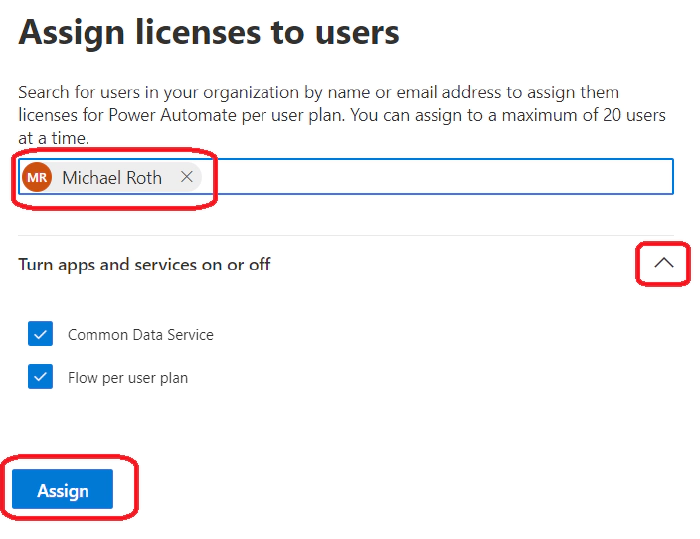 Assign licenses to users
Search for users in your organization by name or email address to assign them
licenses for Power Automate per user plan. You can assign to a maximum of 20 users
at a time.
MR Michael Roth
Turn apps and services on or off
Common Data Service
Flow per user plan
Assign